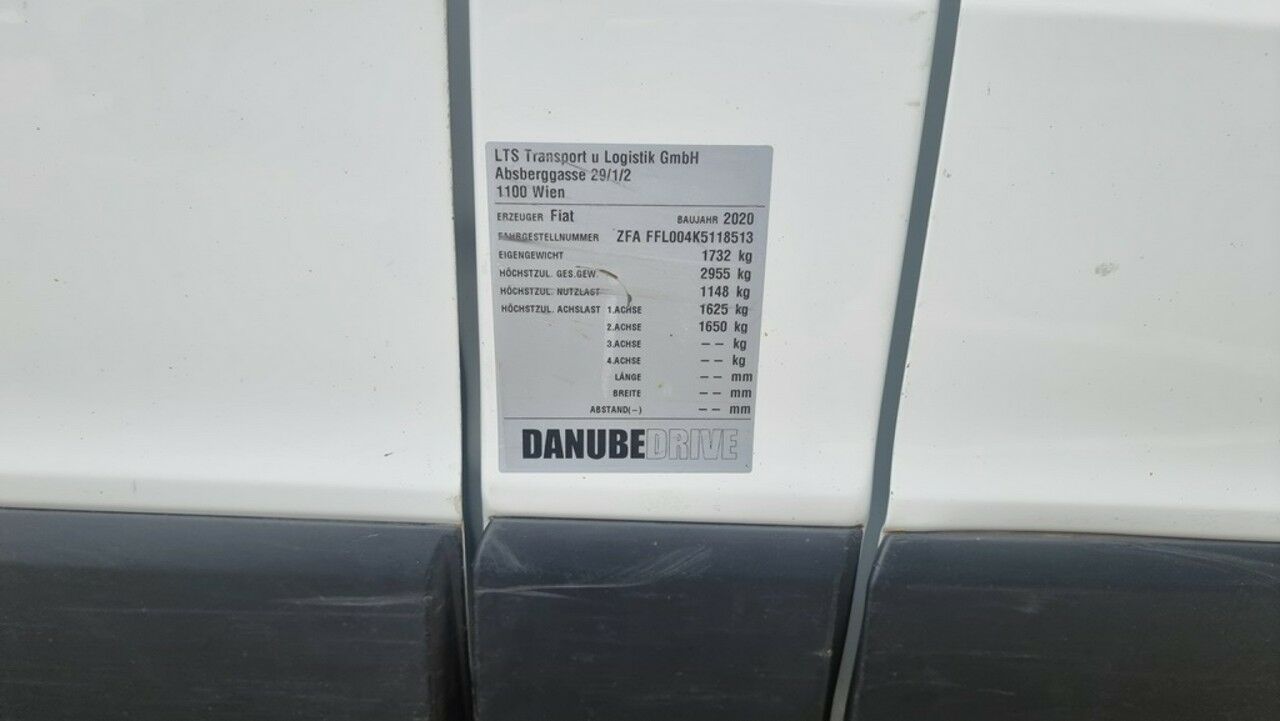 LTS Transport u Logistik GmbH
Absberggasse 29/1/2
1100 Wien
ERZEUGER Fiat BAUJAHR 2020
FAHRGESTELLNUMMER ZFA FFL004K5118513
EIGENGEWICHT 1732 kg
HÖCHSTZUL. GES.GEW. 2955 kg
HÖCHSTZUL. NUTZLAST 1148 kg
HÖCHSTZUL. ACHSLAST 1.ACHSE 1625 kg
2.ACHSE 1650 kg
3.ACHSE -- kg
4.ACHSE -- kg
LÄNGE -- mm
BREITE -- mm
ABSTAND(-) -- mm
DANUBEDRIVE